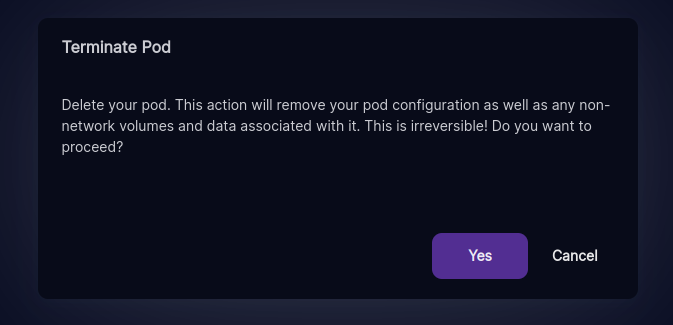 Terminate Pod
Delete your pod. This action will remove your pod configuration as well as any non-
network volumes and data associated with it. This is irreversible! Do you want to
proceed?
Yes
Cancel